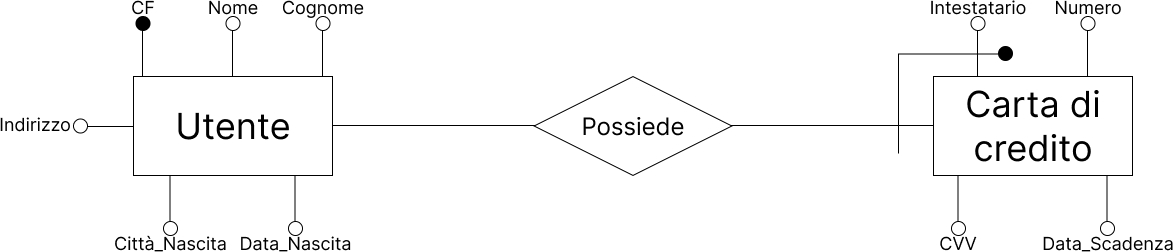 CF
Nome
Cognome
Intestatario
Numero
Indirizzo
Utente
Possiede
Carta di
credito
Città_Nascita
Data_Nascita
CVV
Data_Scadenza